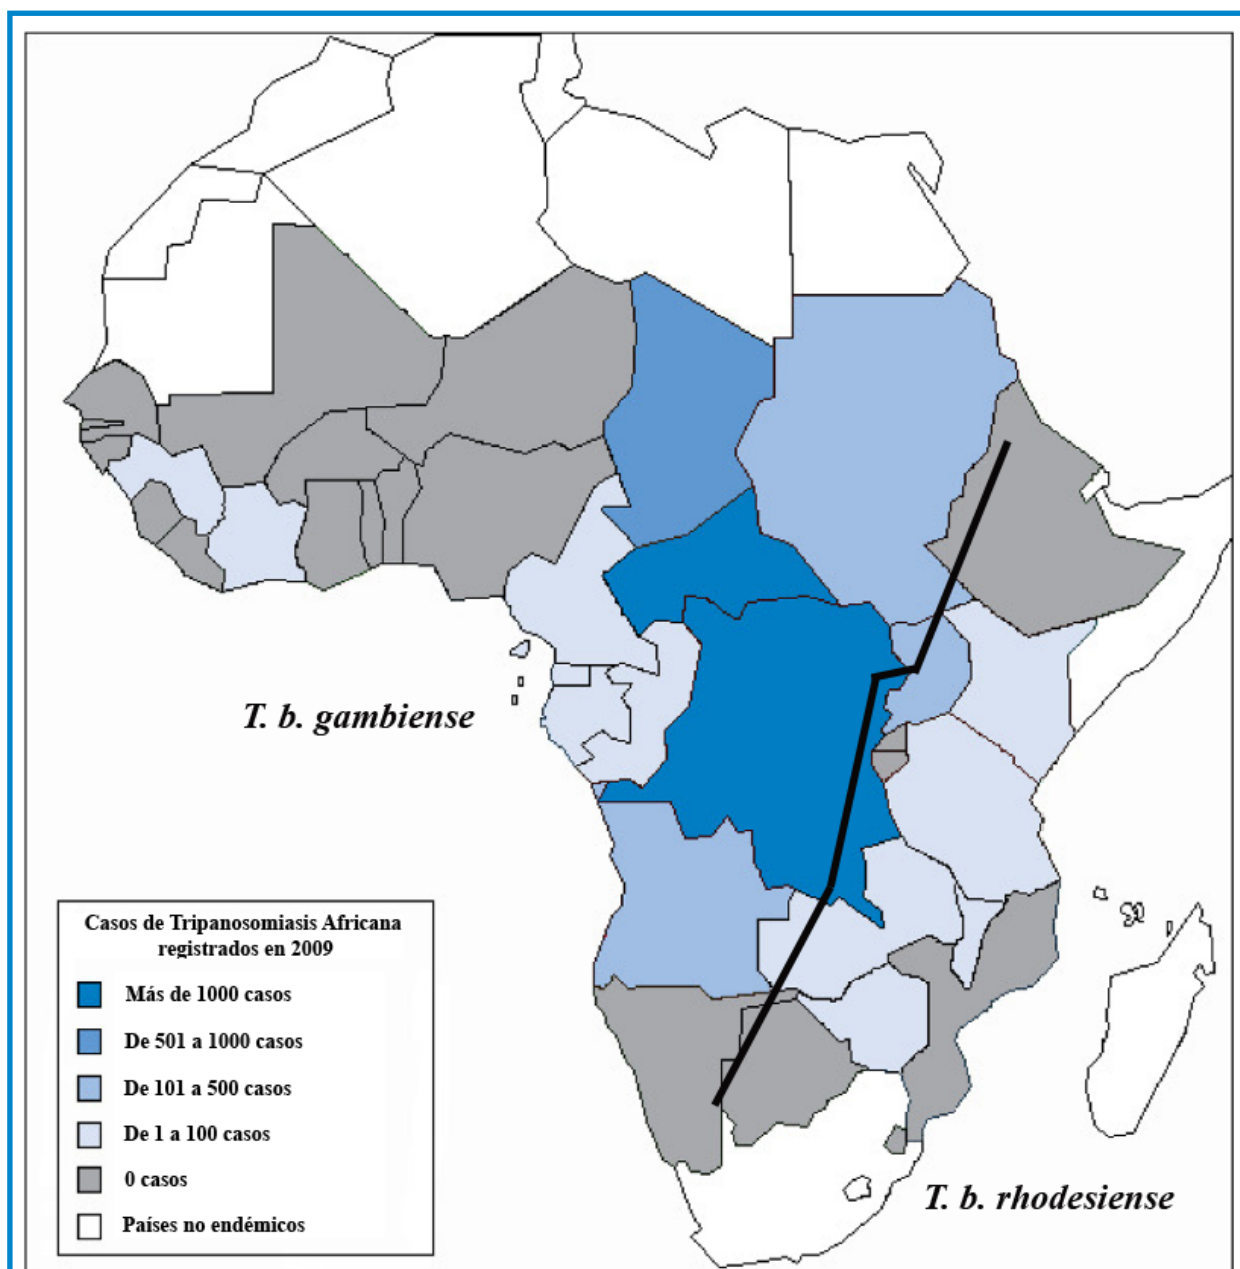 T. b. gambiense
Casos de Tripanosomiasis Africana
registrados en 2009
Más de 1000 casos
De 501 a 1000 casos
De 101 a 500 casos
De 1 a 100 casos
0 casos
Países no endémicos
T. b. rhodesiense